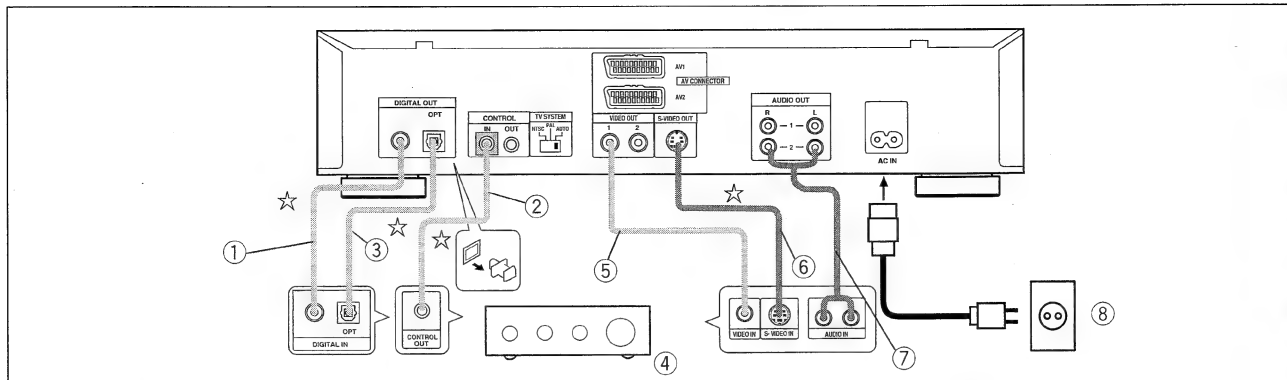 AV1
AV CONNECTOR
AV2
DIGITAL OUT
OPT
CONTROL
IN OUT
TV SYSTEM
NTSC PAL AUTO
VIDEO OUT
1 2
S-VIDEO OUT
AUDIO OUT
R L
– 1 –
– 2 –
AC IN
☆
①
③
☆
☆
②
⑤
☆
⑥
⑦
⑧
OPT
DIGITAL IN
CONTROL
OUT
④
VIDEO IN
S- VIDEO IN
AUDIO IN